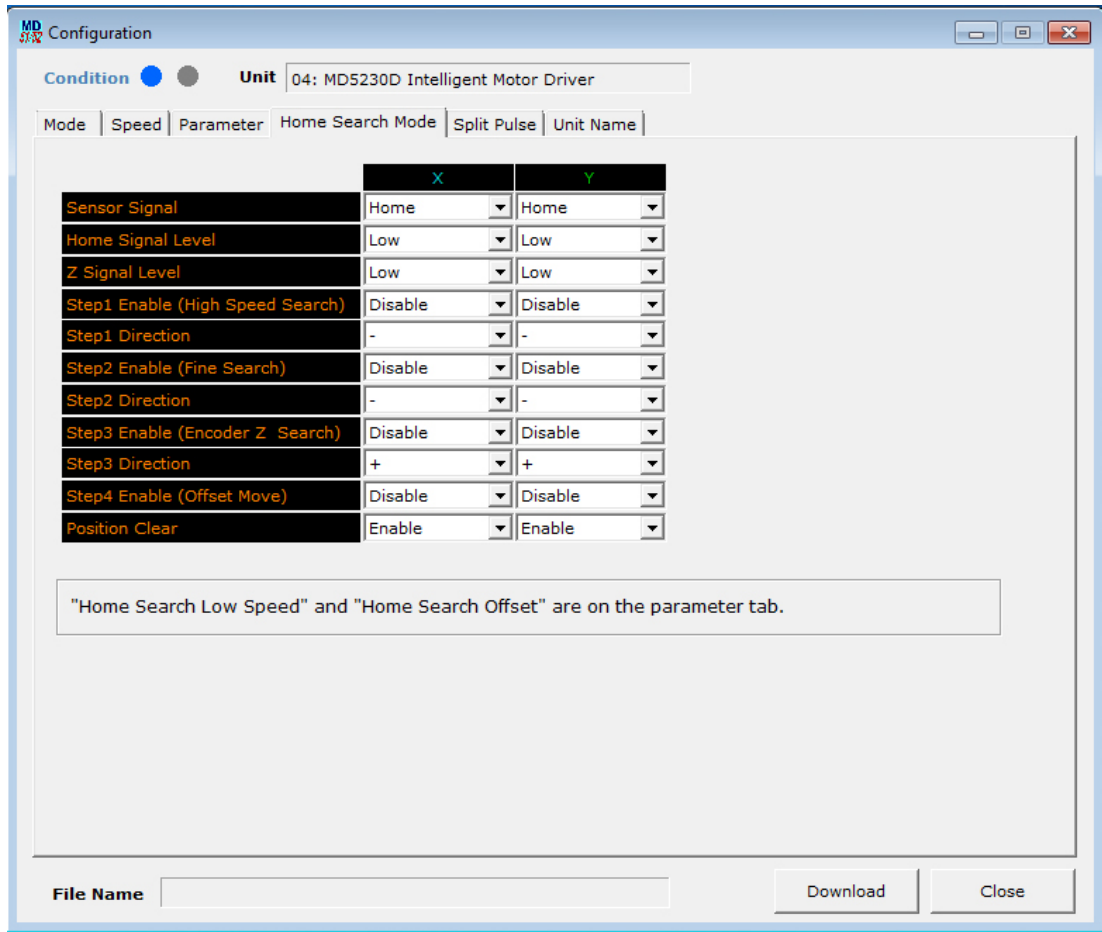 MD Configuration
Condition Unit 04: MD5230D Intelligent Motor Driver
Mode Speed Parameter Home Search Mode Split Pulse Unit Name
X Y
Sensor Signal Home Home
Home Signal Level Low Low
Z Signal Level Low Low
Step1 Enable (High Speed Search) Disable Disable
Step1 Direction - -
Step2 Enable (Fine Search) Disable Disable
Step2 Direction - -
Step3 Enable (Encoder Z Search) Disable Disable
Step3 Direction + +
Step4 Enable (Offset Move) Disable Disable
Position Clear Enable Enable
"Home Search Low Speed" and "Home Search Offset" are on the parameter tab.
File Name Download Close